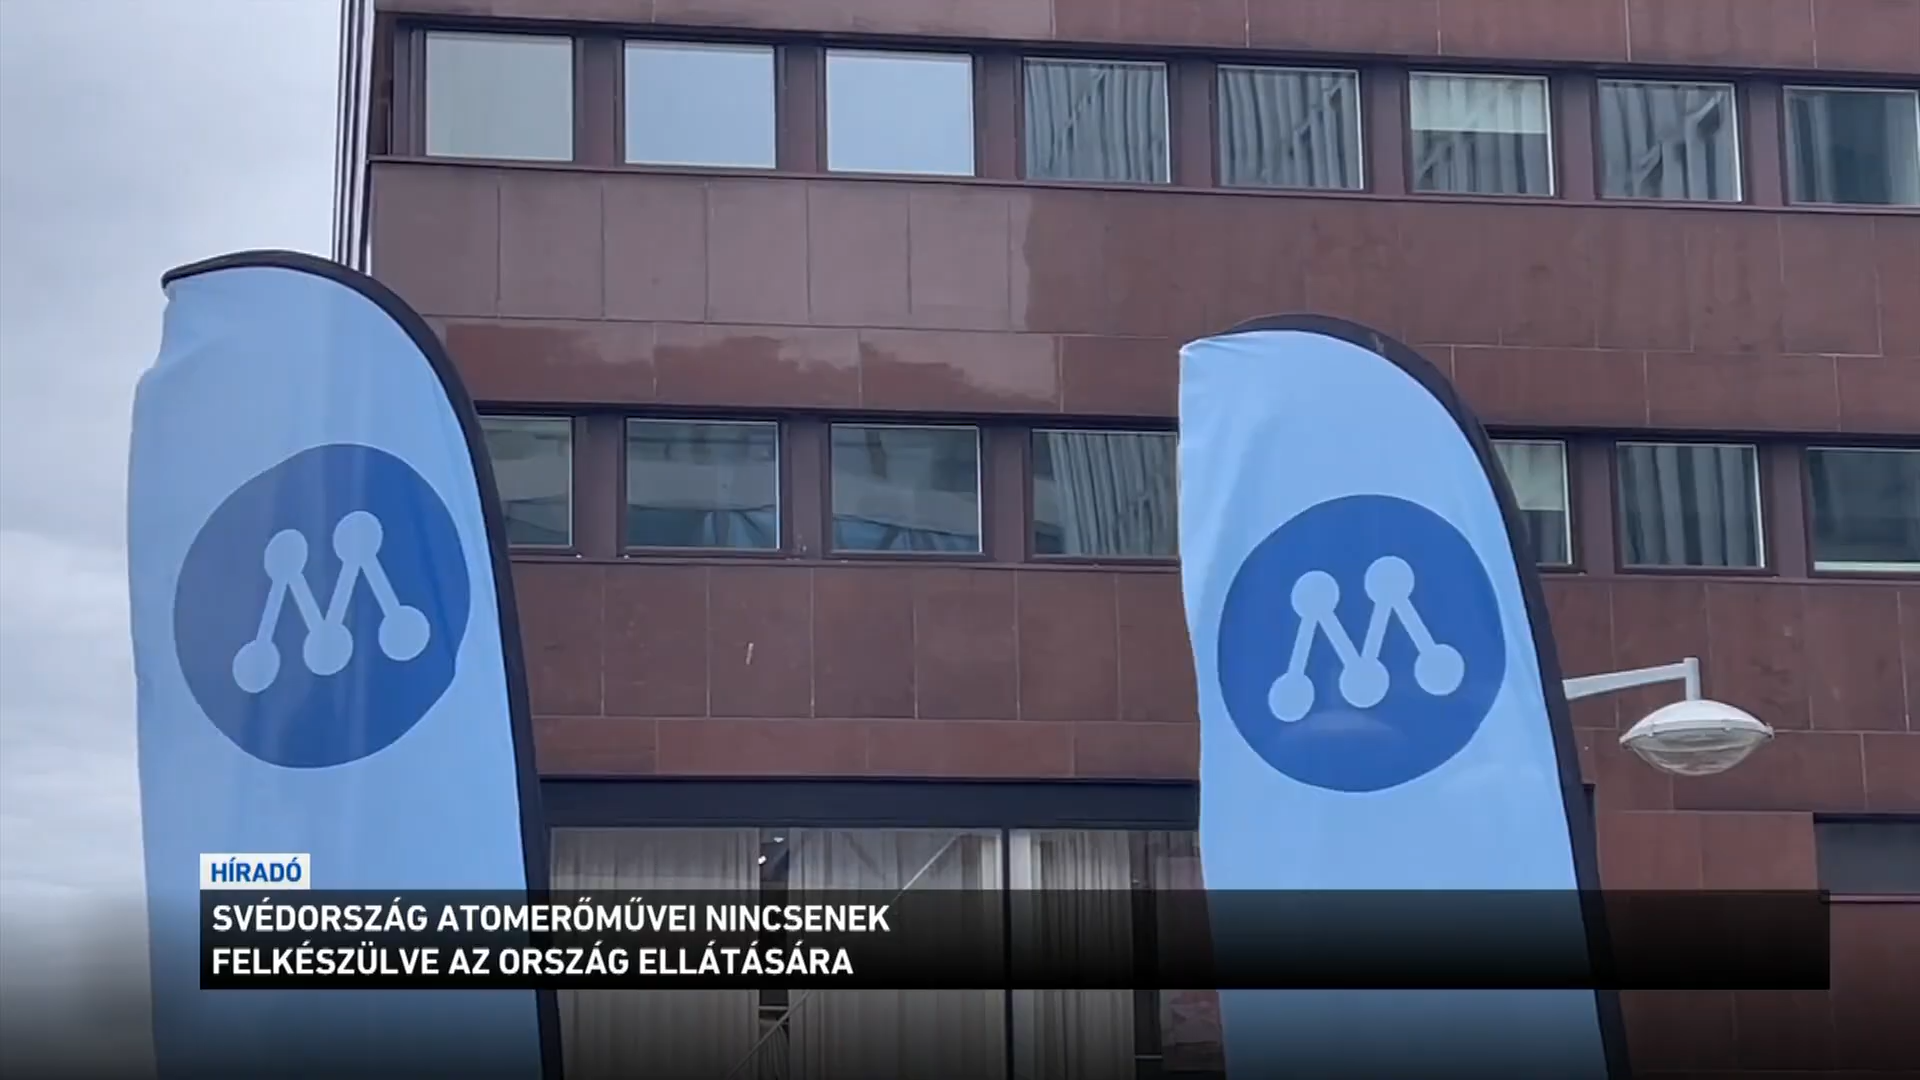 M
M
HÍRADÓ
SVÉDORSZÁG ATOMERŐMŰVEI NINCSENEK
FELKÉSZÜLVE AZ ORSZÁG ELLÁTÁSÁRA